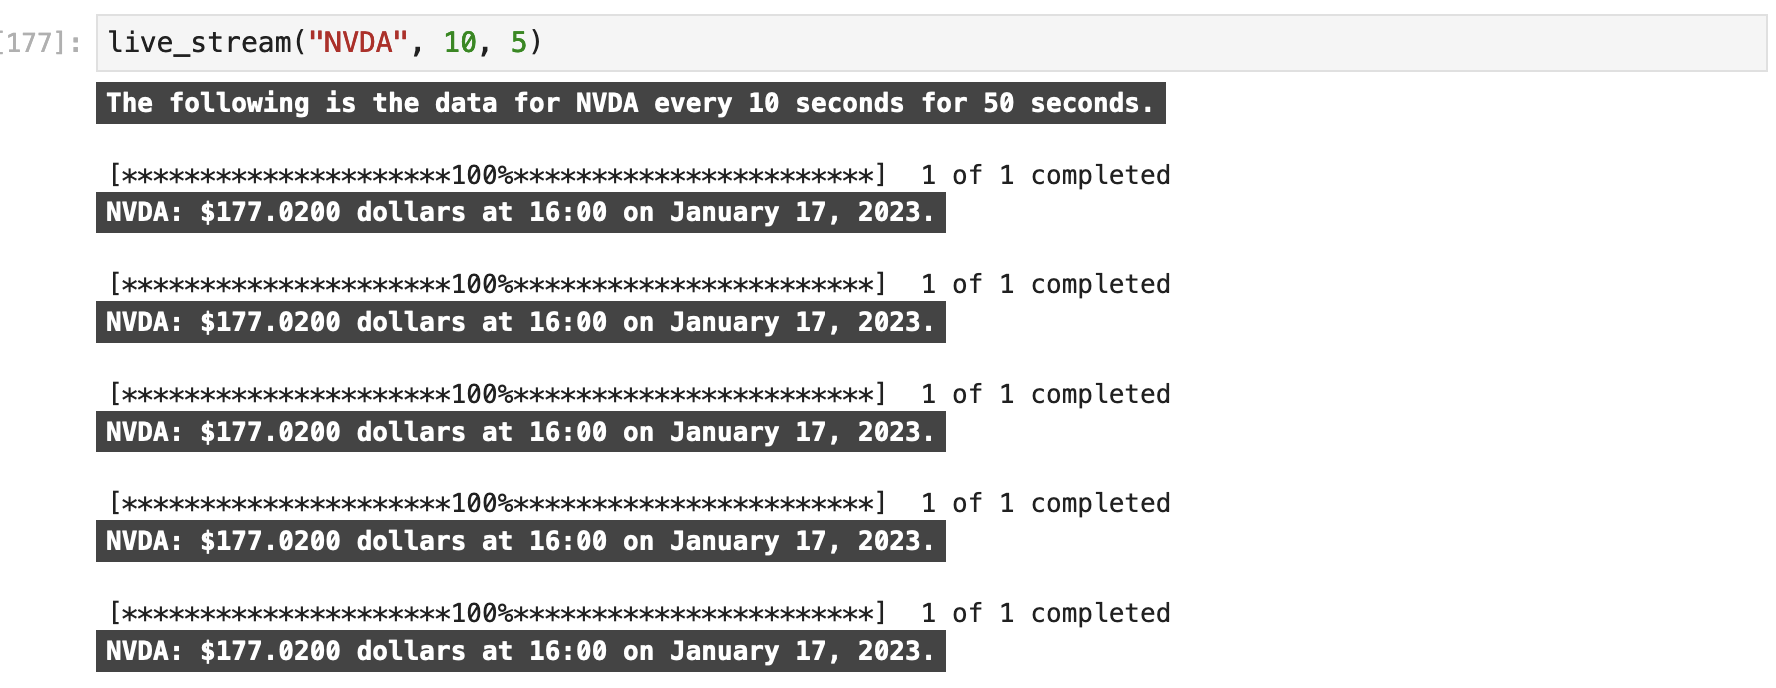 [177]: live_stream("NVDA", 10, 5)
The following is the data for NVDA every 10 seconds for 50 seconds.
[*********************100%***********************]  1 of 1 completed
NVDA: $177.0200 dollars at 16:00 on January 17, 2023.
[*********************100%***********************]  1 of 1 completed
NVDA: $177.0200 dollars at 16:00 on January 17, 2023.
[*********************100%***********************]  1 of 1 completed
NVDA: $177.0200 dollars at 16:00 on January 17, 2023.
[*********************100%***********************]  1 of 1 completed
NVDA: $177.0200 dollars at 16:00 on January 17, 2023.
[*********************100%***********************]  1 of 1 completed
NVDA: $177.0200 dollars at 16:00 on January 17, 2023.